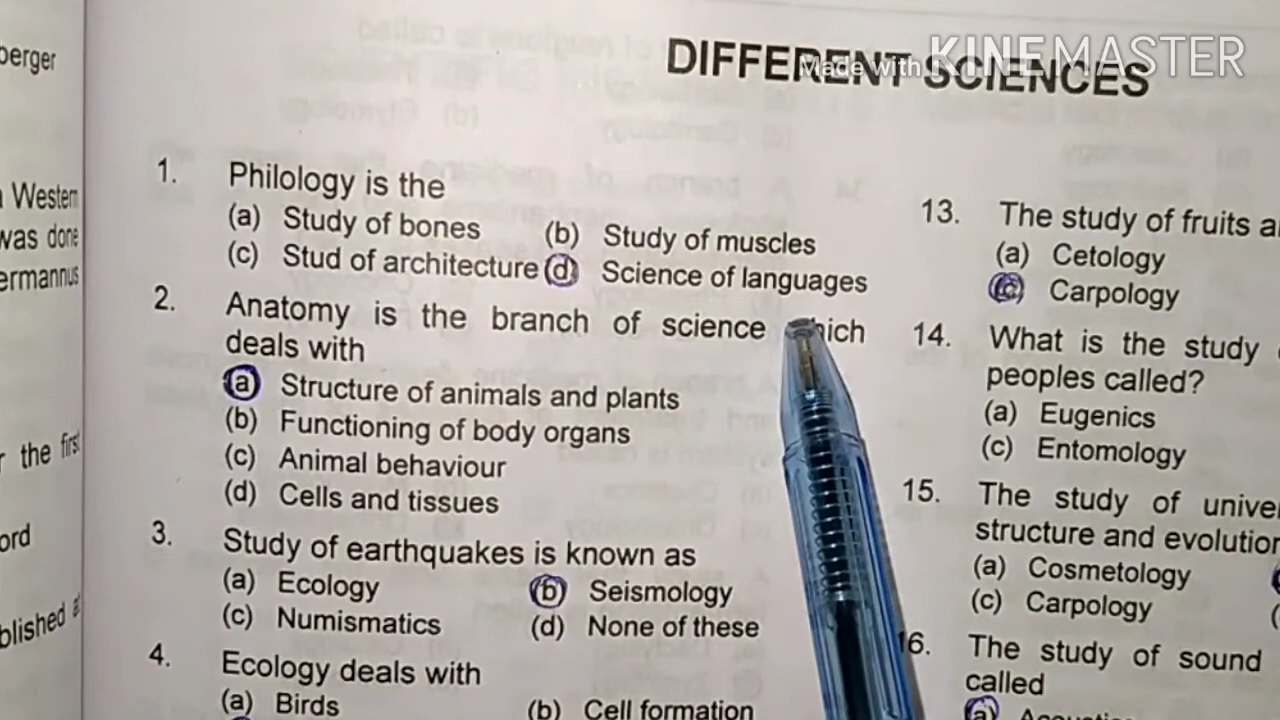 berger
Western
was done
ermannus
the first
ord
blished
DIFFERENT SCIENCES
Made with KINEMASTER
1. Philology is the
(a) Study of bones (b) Study of muscles
(c) Stud of architecture (d) Science of languages
2. Anatomy is the branch of science which
deals with
(a) Structure of animals and plants
(b) Functioning of body organs
(c) Animal behaviour
(d) Cells and tissues
3. Study of earthquakes is known as
(a) Ecology (b) Seismology
(c) Numismatics (d) None of these
4. Ecology deals with
(a) Birds (b) Cell formation
13. The study of fruits
(a) Cetology
(c) Carpology
14. What is the study
peoples called?
(a) Eugenics
(c) Entomology
15. The study of univer
structure and evolution
(a) Cosmetology
(c) Carpology (
16. The study of sound
called
(a)